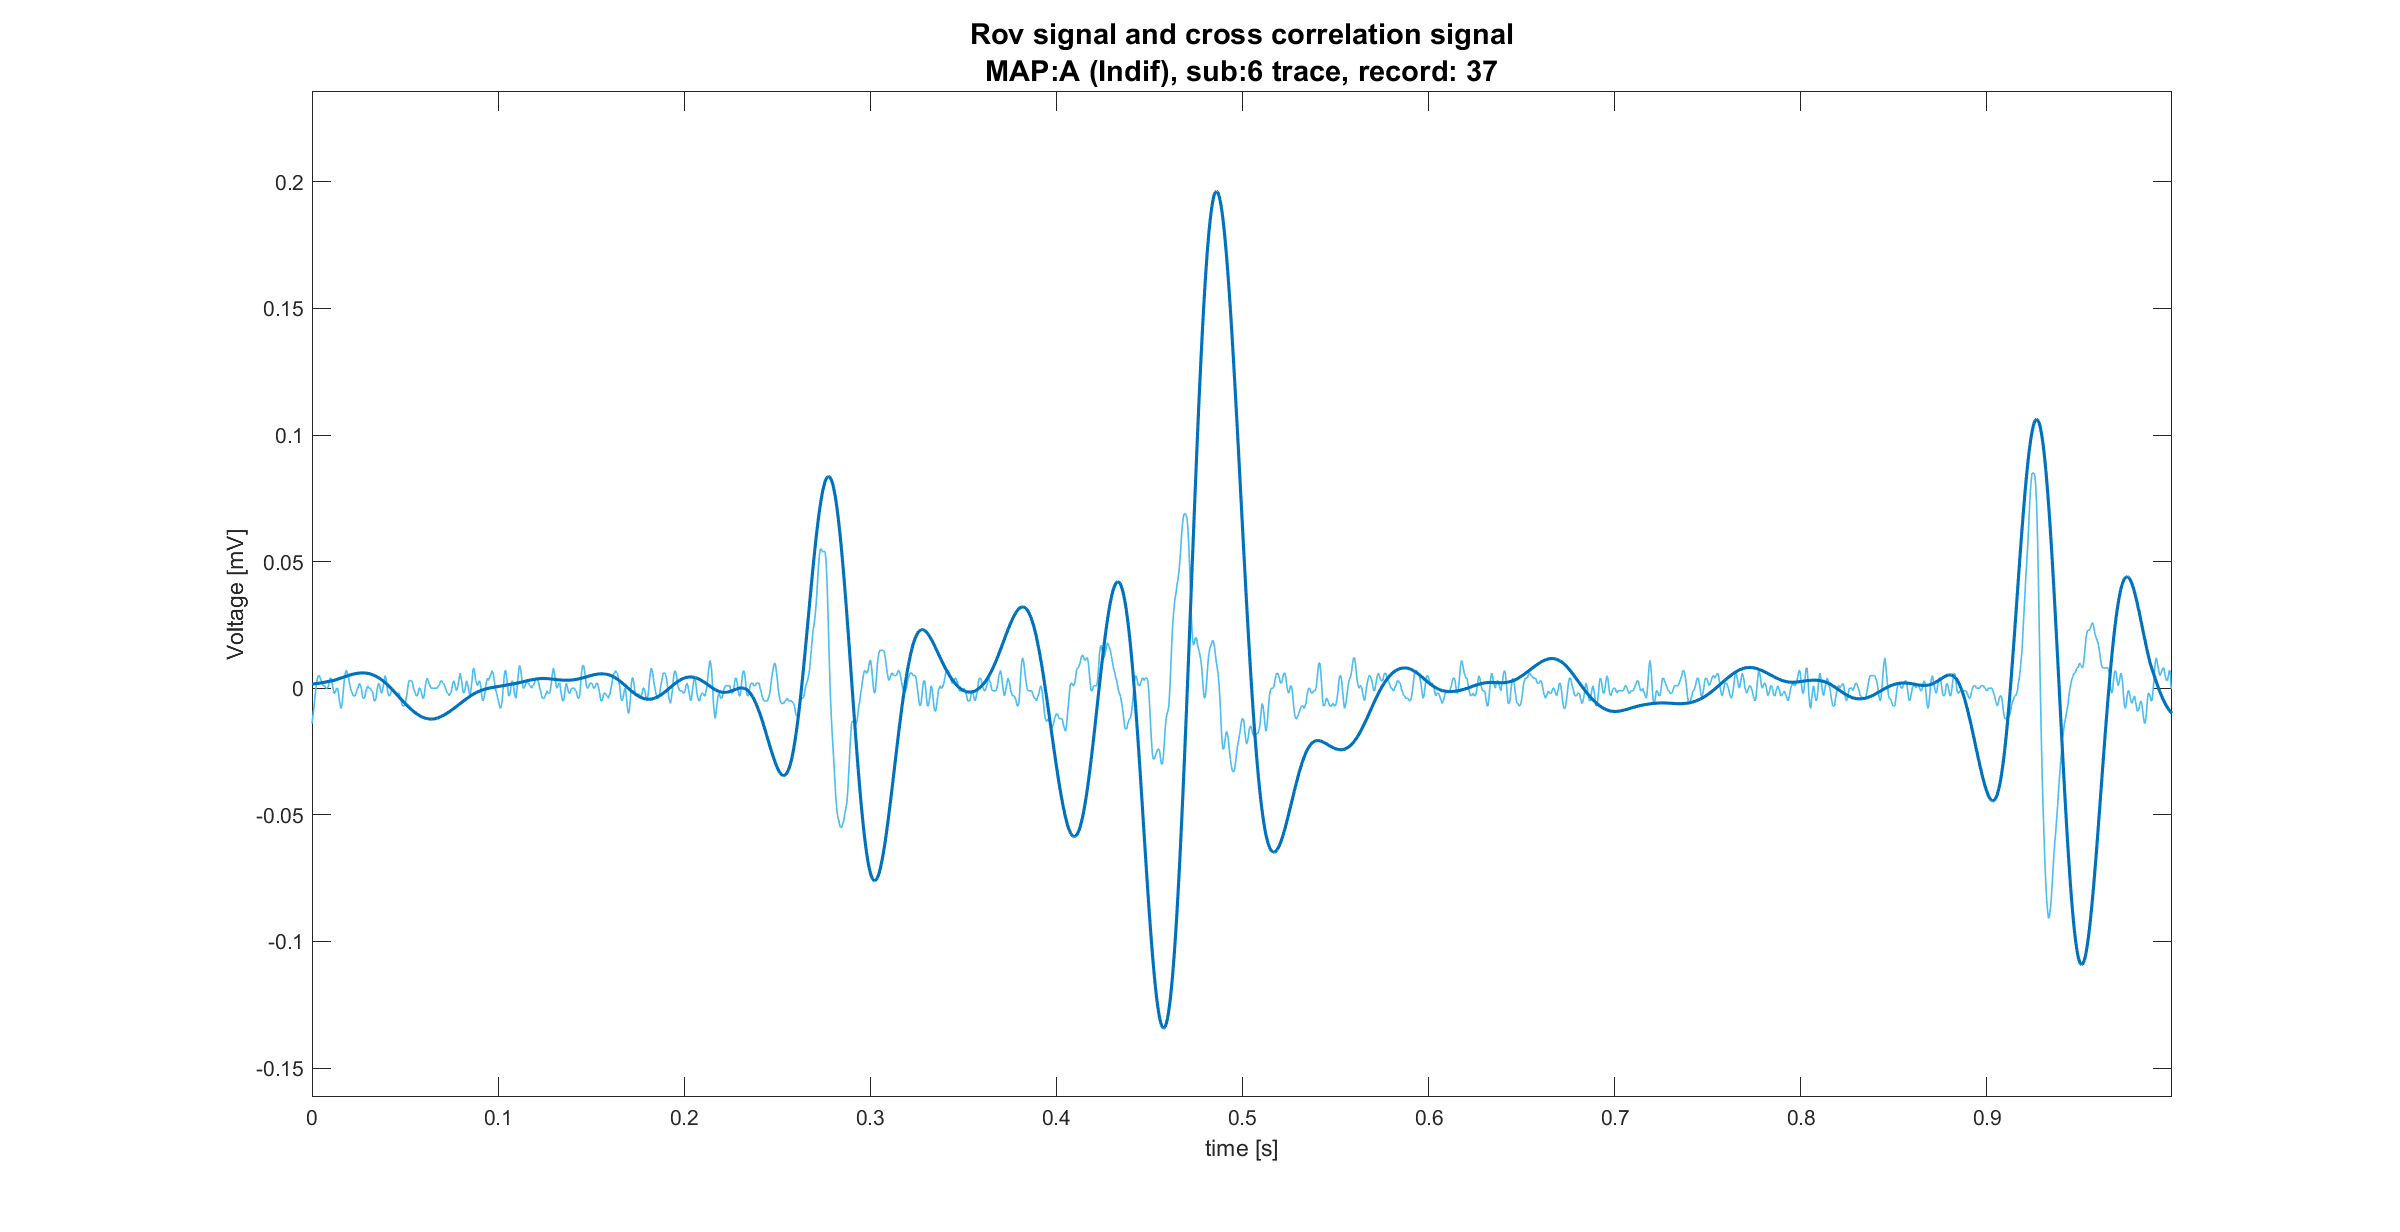 Rov signal and cross correlation signal
MAP:A (Indif), sub:6 trace, record: 37
Voltage [mV]
0.2
0.15
0.1
0.05
0
-0.05
-0.1
-0.15
0 0.1 0.2 0.3 0.4 0.5 0.6 0.7 0.8 0.9
time [s]